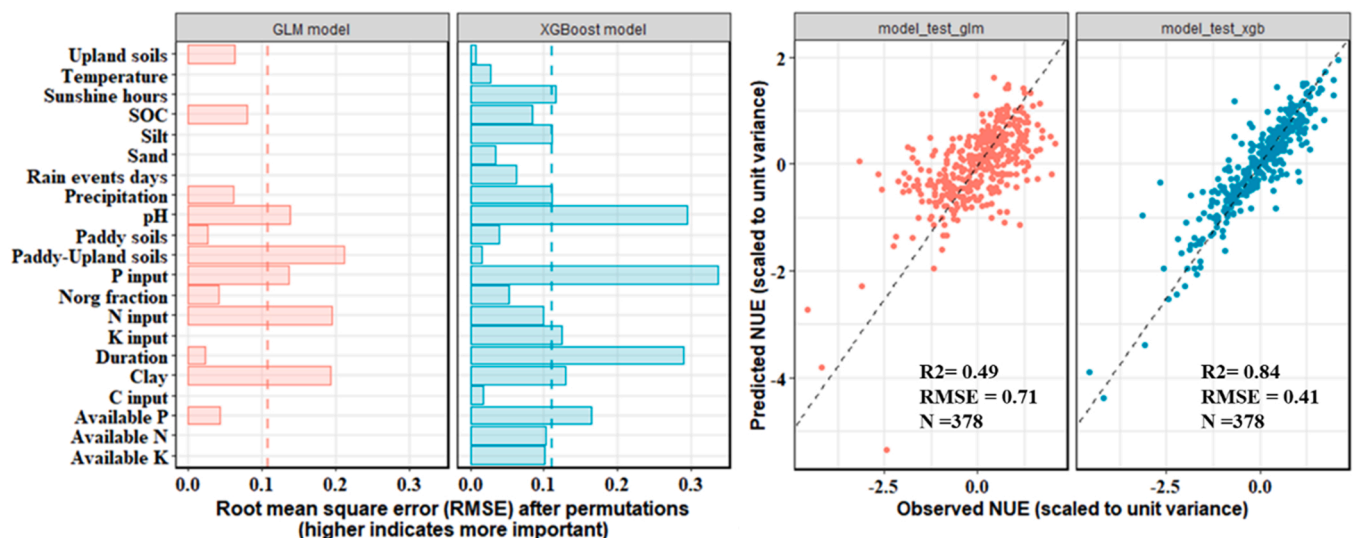 GLM model
XGBoost model
Upland soils
Temperature
Sunshine hours
SOC
Silt
Sand
Rain events days
Precipitation
pH
Paddy soils
Paddy-Upland soils
P input
Norg fraction
N input
K input
Duration
Clay
C input
Available P
Available N
Available K
0.0 0.1 0.2 0.3
0.0 0.1 0.2 0.3
Root mean square error (RMSE) after permutations
(higher indicates more important)
model_test_glm
model_test_xgb
Predicted NUE (scaled to unit variance)
2
0
-2
-4
R2= 0.49
RMSE = 0.71
N =378
R2= 0.84
RMSE = 0.41
N =378
-2.5 0.0
-2.5 0.0
Observed NUE (scaled to unit variance)